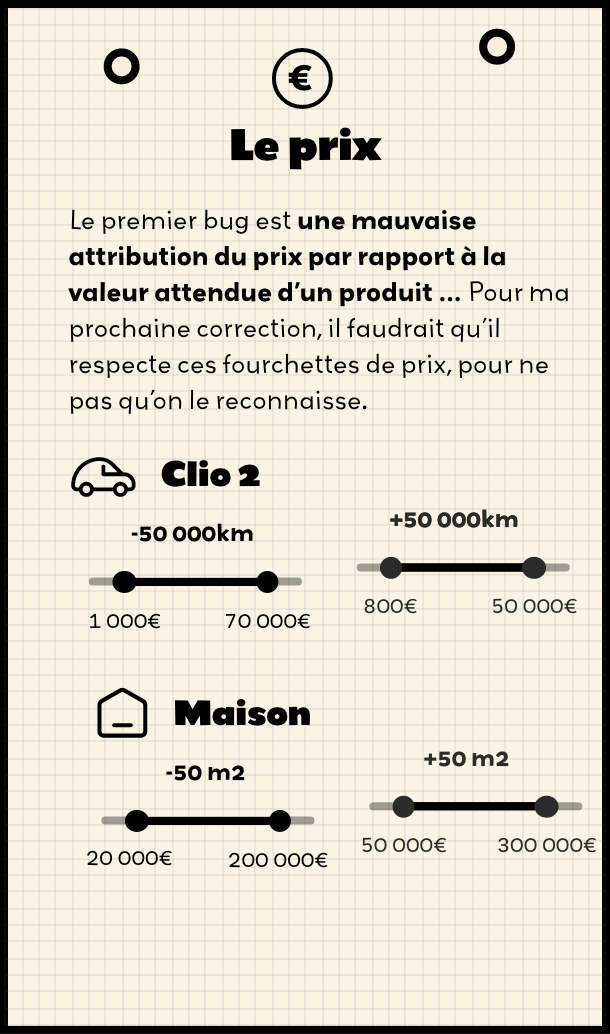 €
Le prix
Le premier bug est une mauvaise
attribution du prix par rapport à la
valeur attendue d’un produit ... Pour ma
prochaine correction, il faudrait qu’il
respecte ces fourchettes de prix, pour ne
pas qu’on le reconnaisse.
Clio 2
-50 000km
+50 000km
1 000€ 70 000€
800€ 50 000€
Maison
-50 m2
+50 m2
20 000€ 200 000€
50 000€ 300 000€